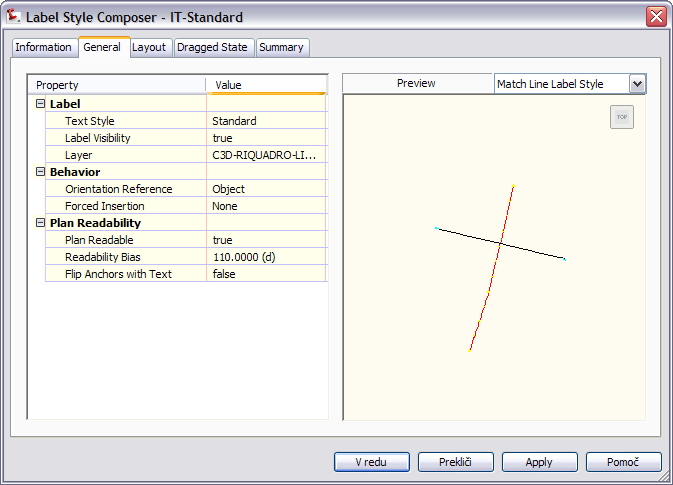 Label Style Composer - IT-Standard
Information General Layout Dragged State Summary
Property Value
Label
Text Style Standard
Label Visibility true
Layer C3D-RIQUADRO-LI...
Behavior
Orientation Reference Object
Forced Insertion None
Plan Readability
Plan Readable true
Readability Bias 110.0000 (d)
Flip Anchors with Text false
Preview Match Line Label Style
TOP
V redu Prekliči Apply Pomoč